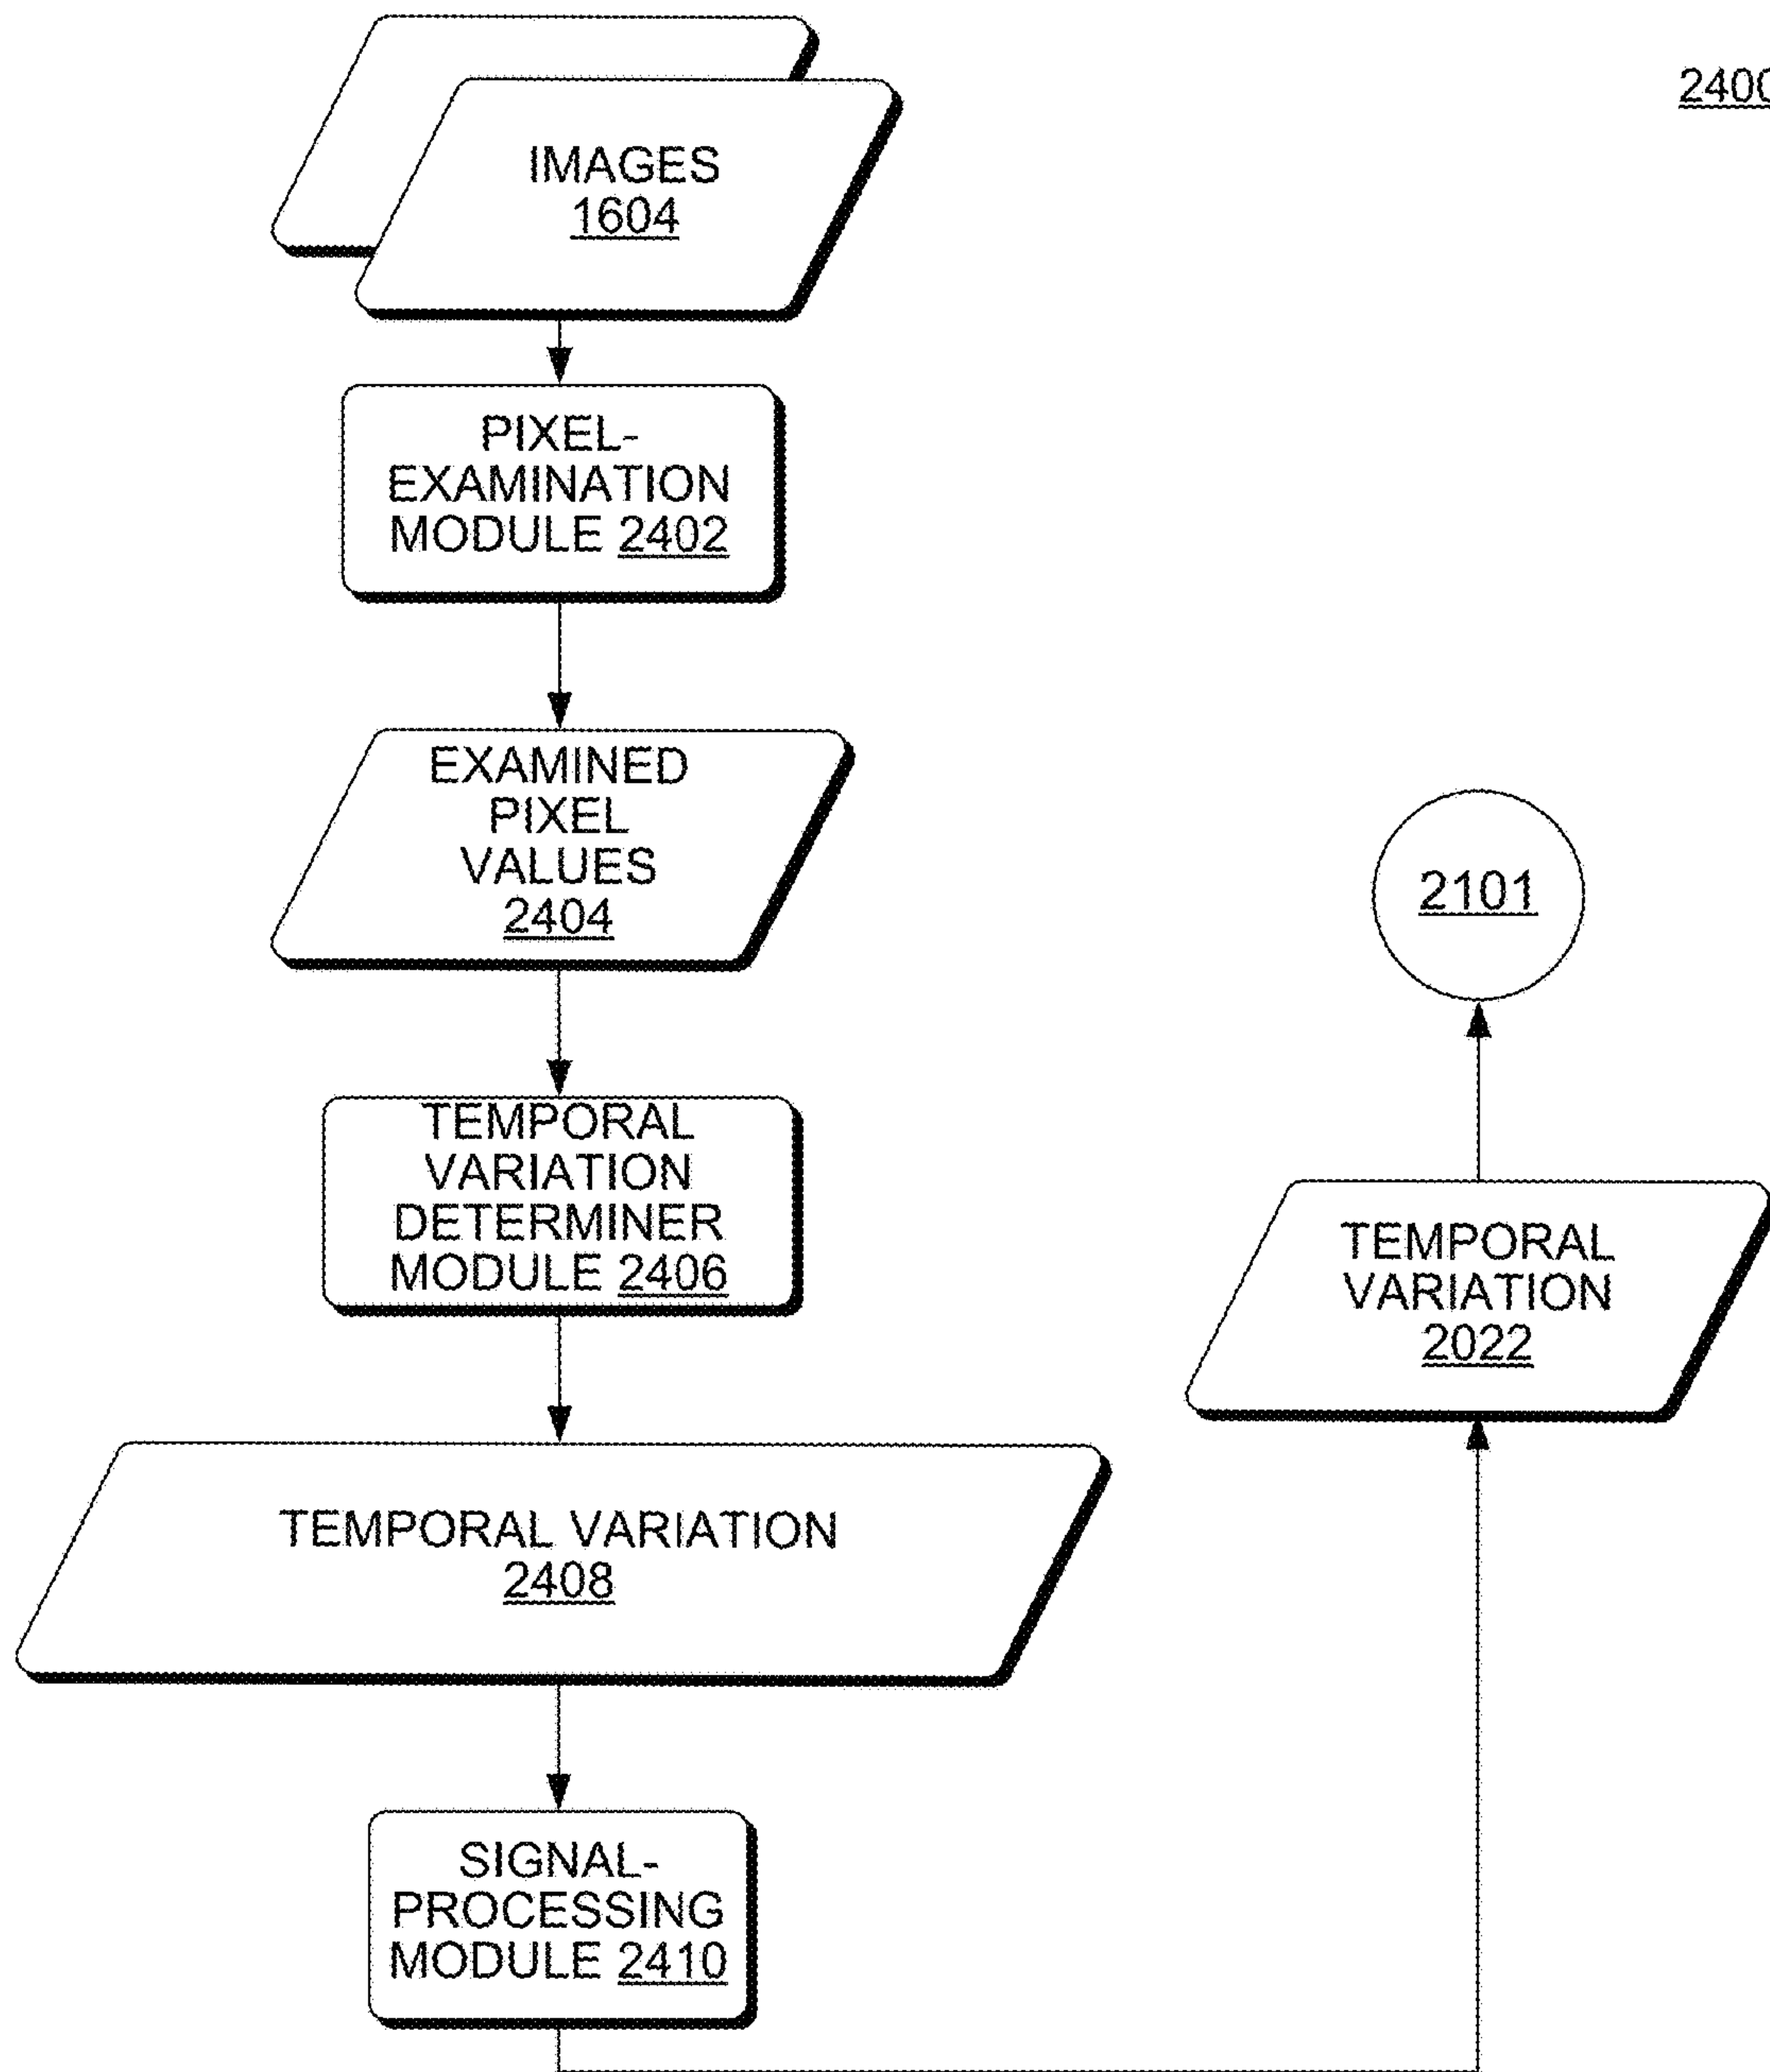 2400
IMAGES
1604
PIXEL-
EXAMINATION
MODULE 2402
EXAMINED
PIXEL
VALUES
2404
TEMPORAL
VARIATION
DETERMINER
MODULE 2406
TEMPORAL VARIATION
2408
SIGNAL-
PROCESSING
MODULE 2410
TEMPORAL
VARIATION
2022
2101